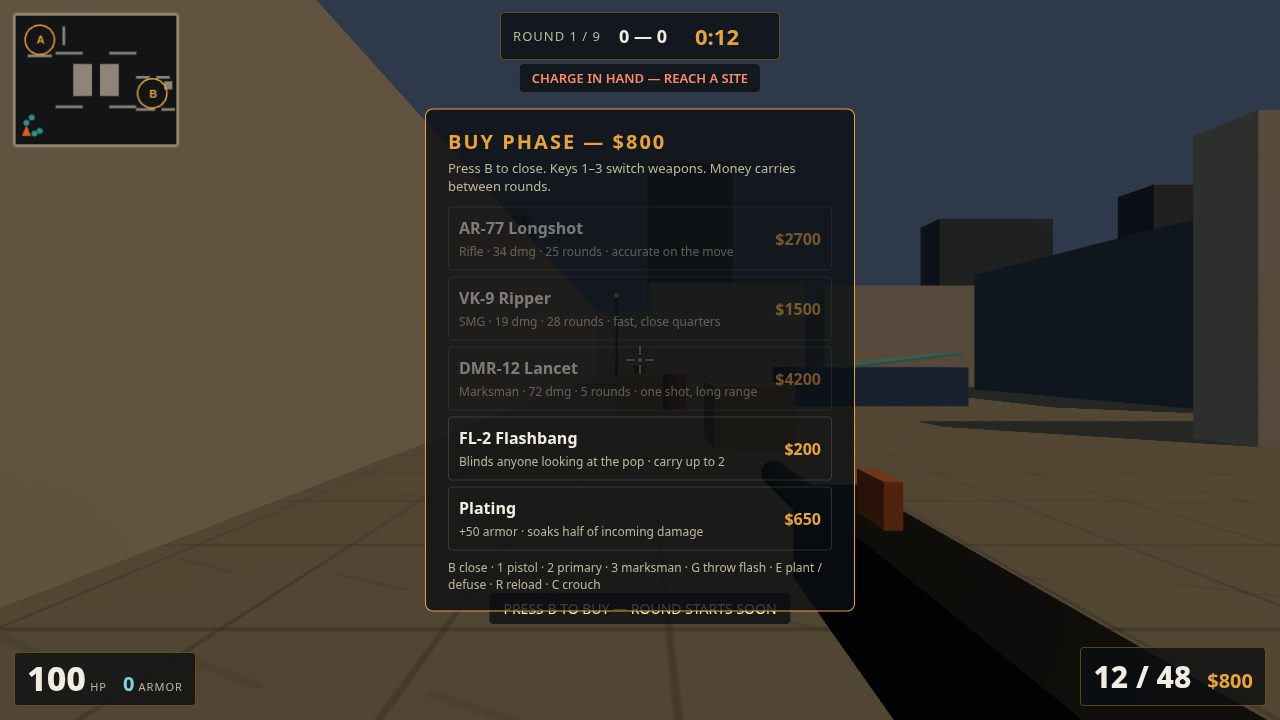 A
B
ROUND 1 / 9 0 — 0 0:12
CHARGE IN HAND — REACH A SITE
BUY PHASE — $800
Press B to close. Keys 1–3 switch weapons. Money carries
between rounds.
AR-77 Longshot
Rifle · 34 dmg · 25 rounds · accurate on the move
$2700
VK-9 Ripper
SMG · 19 dmg · 28 rounds · fast, close quarters
$1500
DMR-12 Lancet
Marksman · 72 dmg · 5 rounds · one shot, long range
$4200
FL-2 Flashbang
Blinds anyone looking at the pop · carry up to 2
$200
Plating
+50 armor · soaks half of incoming damage
$650
B close · 1 pistol · 2 primary · 3 marksman · G throw flash · E plant /
defuse · R reload · C crouch
PRESS B TO BUY — ROUND STARTS SOON
100 HP 0 ARMOR
12 / 48 $800